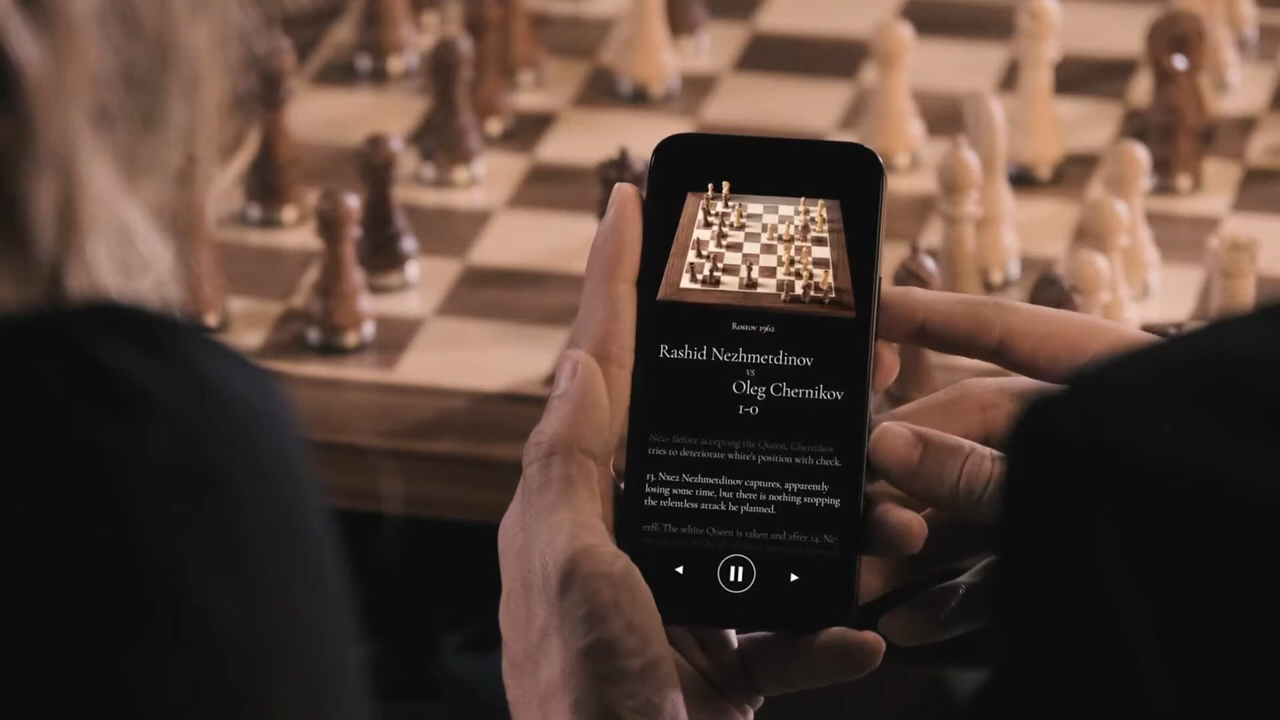 Rostov 1962
Rashid Nezhmetdinov
vs
Oleg Chernikov
1-0
Ne2+ Before accepting the Queen, Chernikov
tries to deteriorate white's position with check.
13. Nxe2 Nezhmetdinov captures, apparently
losing some time, but there is nothing stopping
the relentless attack he planned.
exf6 The white Queen is taken and after 14. Nc-